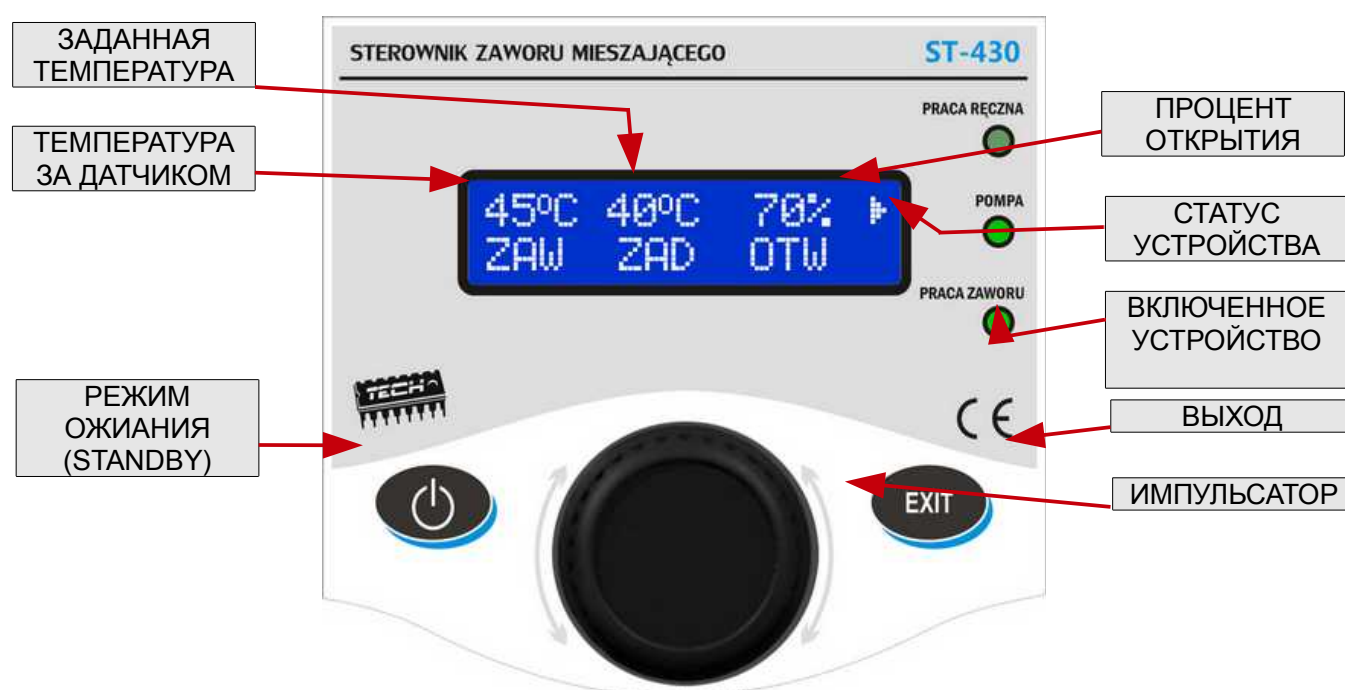 ЗАДАННАЯ
ТЕМПЕРАТУРА
ТЕМПЕРАТУРА
ЗА ДАТЧИКОМ
РЕЖИМ
ОЖИАНИЯ
(STANDBY)
STEROWNIK ZAWORU MIESZAJĄCEGO
ST-430
PRACA RĘCZNA
45ºC 40ºC 70%
ZAW ZAD OTW
POMPA
PRACA ZAWORU
TECH
CE
EXIT
ПРОЦЕНТ
ОТКРЫТИЯ
СТАТУС
УСТРОЙСТВА
ВКЛЮЧЕННОЕ
УСТРОЙСТВО
ВЫХОД
ИМПУЛЬСАТОР